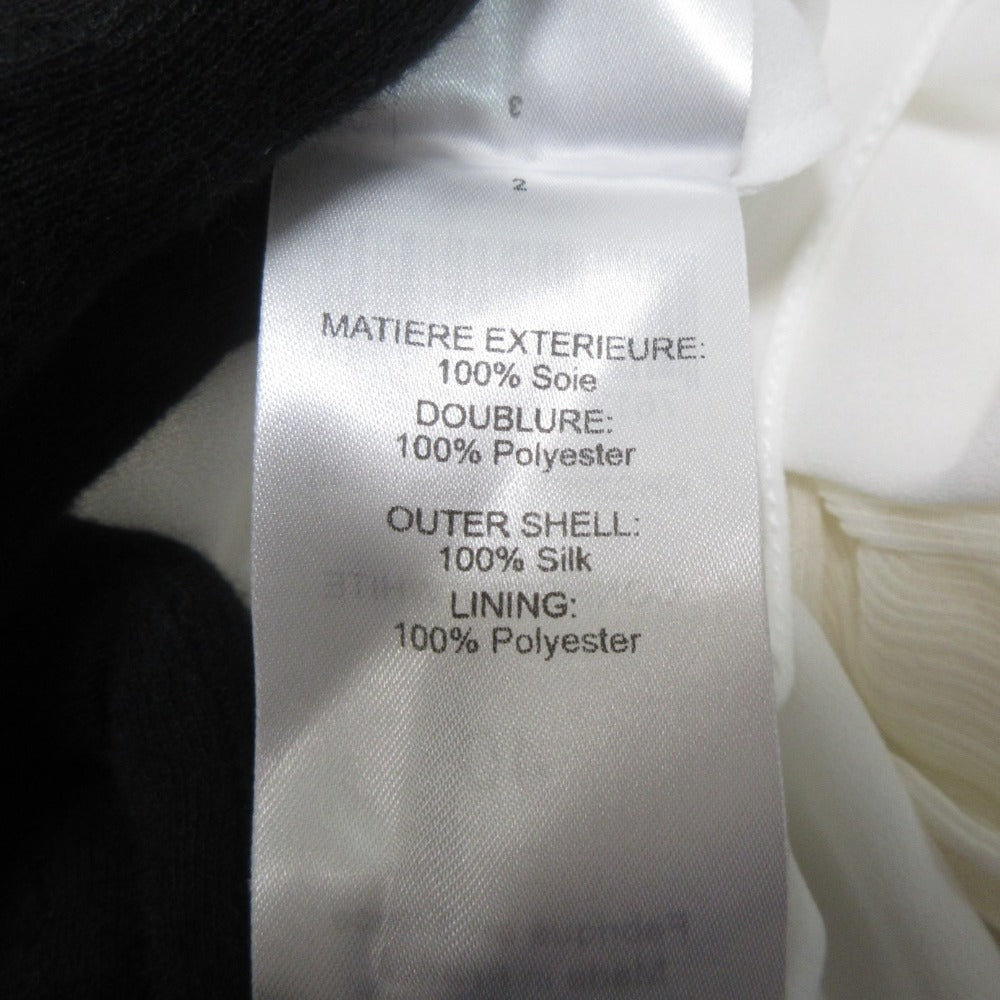 3
2
MATIERE EXTERIEURE:
100% Soie
DOUBLURE:
100% Polyester
OUTER SHELL:
100% Silk
LINING:
100% Polyester